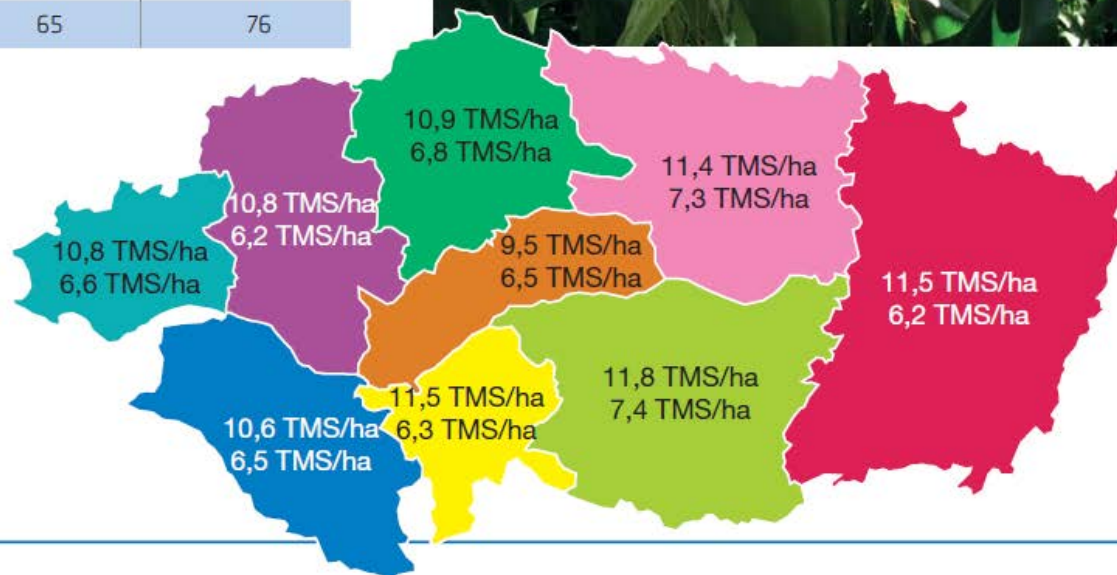 65 76
10,9 TMS/ha
6,8 TMS/ha
11,4 TMS/ha
7,3 TMS/ha
10,8 TMS/ha
6,2 TMS/ha
10,8 TMS/ha
6,6 TMS/ha
9,5 TMS/ha
6,5 TMS/ha
11,5 TMS/ha
6,2 TMS/ha
11,8 TMS/ha
7,4 TMS/ha
11,5 TMS/ha
6,3 TMS/ha
10,6 TMS/ha
6,5 TMS/ha